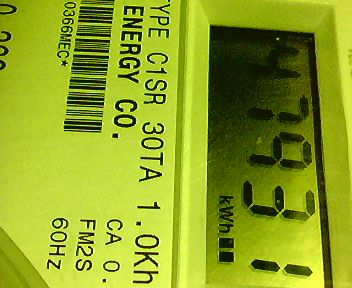 47931
kWh
TYPE C1SR 30TA 1.0Kh
ENERGY CO.
CA 0.
FM2S
60Hz
0366MEC*